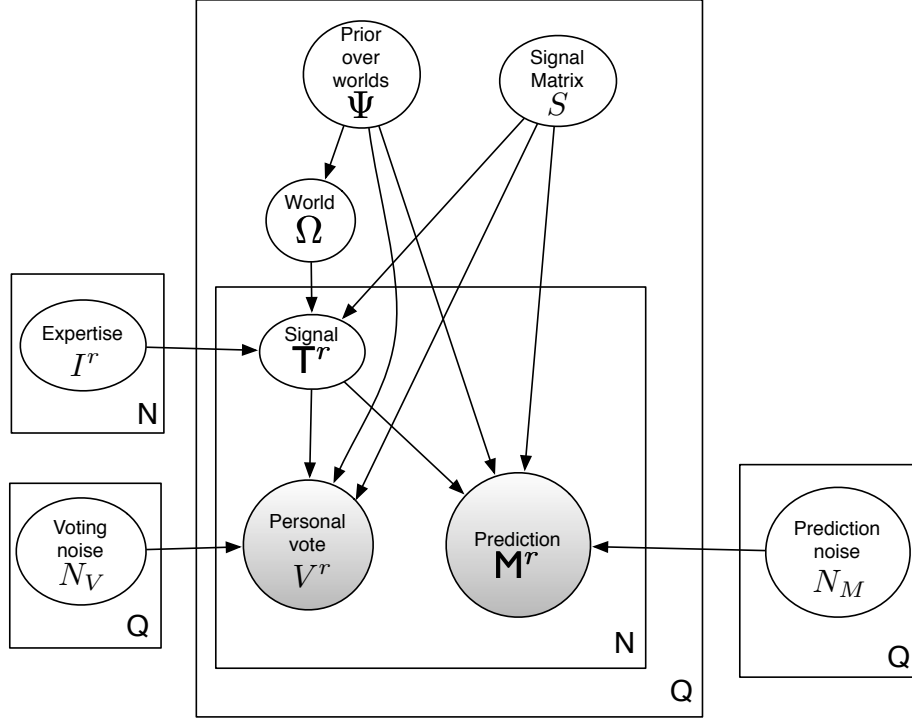 Prior
over
worlds
Ψ
Signal
Matrix
S
World
Ω
Expertise
I^r
N
Signal
T^r
Voting
noise
N_V
Q
Personal
vote
V^r
Prediction
M^r
N
Q
Prediction
noise
N_M
Q